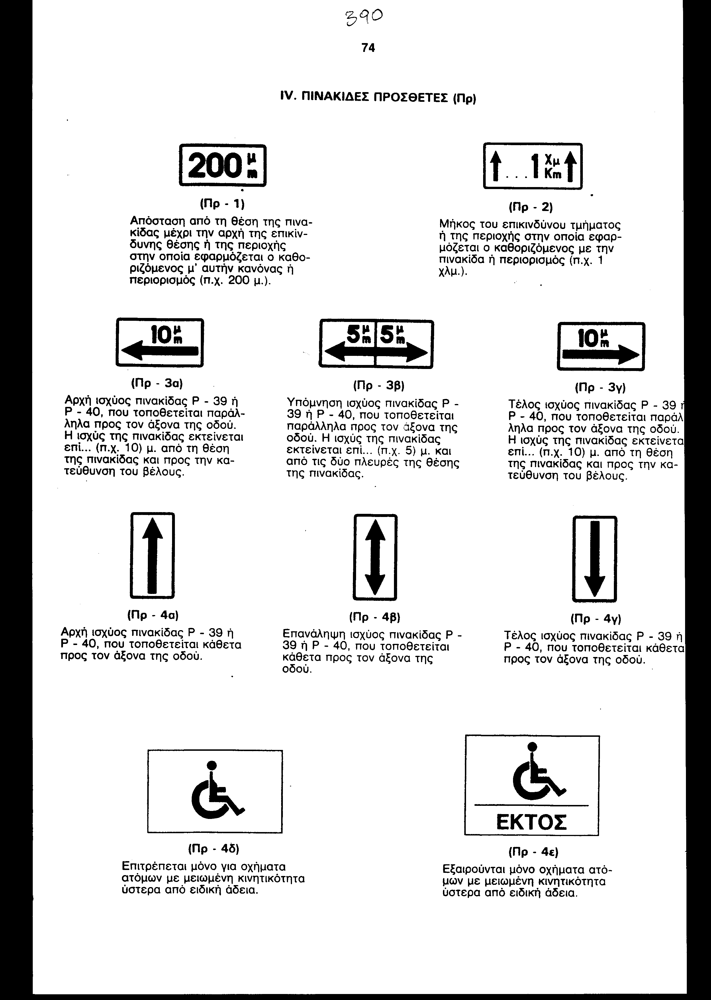 390
74
IV. ΠΙΝΑΚΙΔΕΣ ΠΡΟΣΘΕΤΕΣ (Πρ)
200 μ m
. . . 1 Χμ Km
(Πρ - 1)
Απόσταση από τη θέση της πινα-
κίδας μέχρι την αρχή της επικίν-
δυνης θέσης ή της περιοχής
στην οποία εφαρμόζεται ο καθο-
ριζόμενος μ' αυτήν κανόνας ή
περιορισμός (π.χ. 200 μ.).
(Πρ - 2)
Μήκος του επικινδύνου τμήματος
ή της περιοχής στην οποία εφαρ-
μόζεται ο καθοριζόμενος με την
πινακίδα ή περιορισμός (π.χ. 1
χλμ.).
10 μ m
5 μ m 5 μ m
10 μ m
(Πρ - 3α)
Αρχή ισχύος πινακίδας Ρ - 39 ή
Ρ - 40, που τοποθετείται παράλ-
ληλα προς τον άξονα της οδού.
Η ισχύς της πινακίδας εκτείνεται
επί... (π.χ. 10) μ. από τη θέση
της πινακίδας και προς την κα-
τεύθυνση του βέλους.
(Πρ - 3β)
Υπόμνηση ισχύος πινακίδας Ρ -
39 ή Ρ - 40, που τοποθετείται
παράλληλα προς τον άξονα της
οδού. Η ισχύς της πινακίδας
εκτείνεται επί... (π.χ. 5) μ. και
από τις δύο πλευρές της θέσης
της πινακίδας.
(Πρ - 3γ)
Τέλος ισχύος πινακίδας Ρ - 39 ή
Ρ - 40, που τοποθετείται παράλ
ληλα προς τον άξονα της οδού.
Η ισχύς της πινακίδας εκτείνετα
επί... (π.χ. 10) μ. από τη θέση
της πινακίδας και προς την κα-
τεύθυνση του βέλους.
(Πρ - 4α)
Αρχή ισχύος πινακίδας Ρ - 39 ή
Ρ - 40, που τοποθετείται κάθετα
προς τον άξονα της οδού.
(Πρ - 4β)
Επανάληψη ισχύος πινακίδας Ρ -
39 ή Ρ - 40, που τοποθετείται
κάθετα προς τον άξονα της
οδού.
(Πρ - 4γ)
Τέλος ισχύος πινακίδας Ρ - 39 ή
Ρ - 40, που τοποθετείται κάθετα
προς τον άξονα της οδού.
ΕΚΤΟΣ
(Πρ - 4δ)
Επιτρέπεται μόνο για οχήματα
ατόμων με μειωμένη κινητικότητα
ύστερα από ειδική άδεια.
(Πρ - 4ε)
Εξαιρούνται μόνο οχήματα ατό-
μων με μειωμένη κινητικότητα
ύστερα από ειδική άδεια.